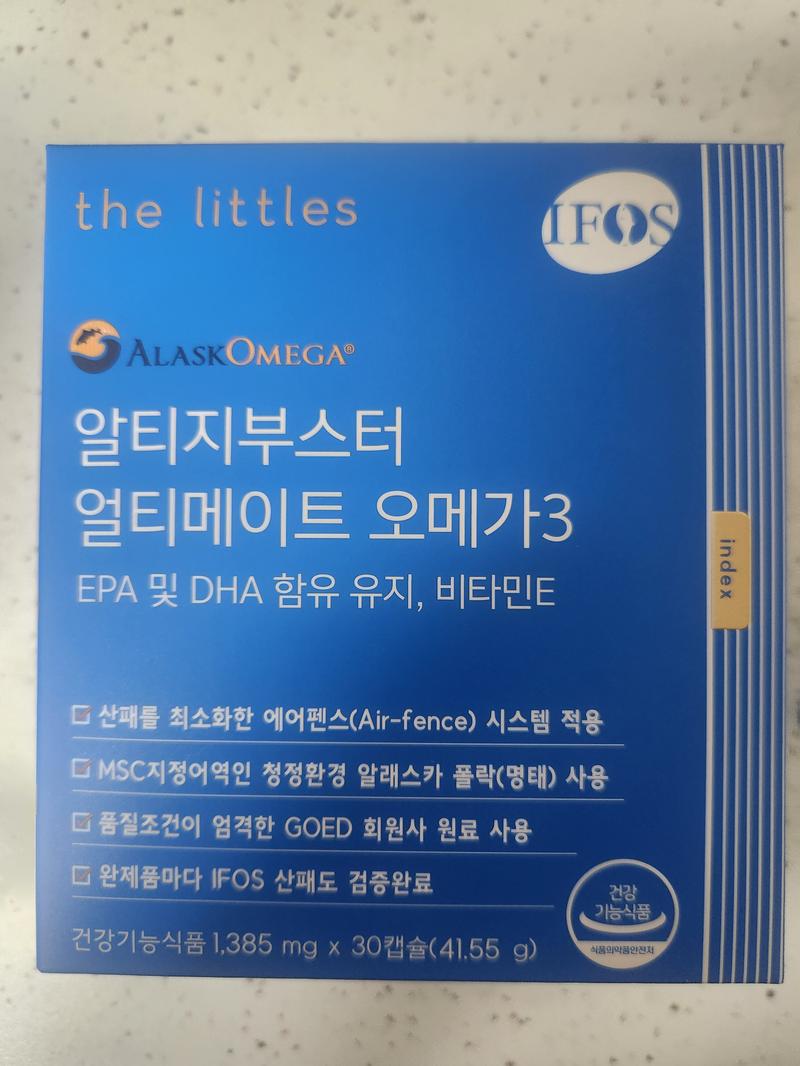 the littles
IFOS
ALASKOMEGA®
알티지부스터
얼티메이트 오메가3
EPA 및 DHA 함유 유지, 비타민E
index
산패를 최소화한 에어펜스(Air-fence) 시스템 적용
MSC지정어역인 청정환경 알래스카 폴락(명태) 사용
품질조건이 엄격한 GOED 회원사 원료 사용
완제품마다 IFOS 산패도 검증완료
건강
기능식품
식품의약품안전처
건강기능식품 1,385 mg x 30캡슐(41.55 g)